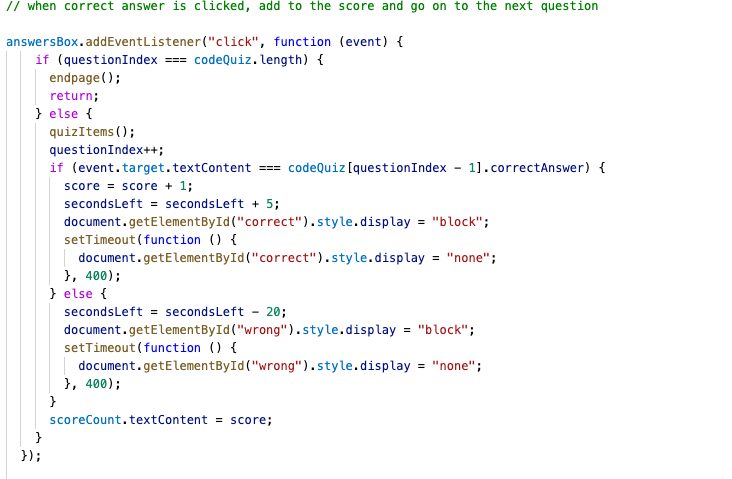 // when correct answer is clicked, add to the score and go on to the next question
answersBox.addEventListener("click", function (event) {
if (questionIndex === codeQuiz.length) {
endpage();
return;
} else {
quizItems();
questionIndex++;
if (event.target.textContent === codeQuiz[questionIndex - 1].correctAnswer) {
score = score + 1;
secondsLeft = secondsLeft + 5;
document.getElementById("correct").style.display = "block";
setTimeout(function () {
document.getElementById("correct").style.display = "none";
}, 400);
} else {
secondsLeft = secondsLeft - 20;
document.getElementById("wrong").style.display = "block";
setTimeout(function () {
document.getElementById("wrong").style.display = "none";
}, 400);
}
scoreCount.textContent = score;
}
});